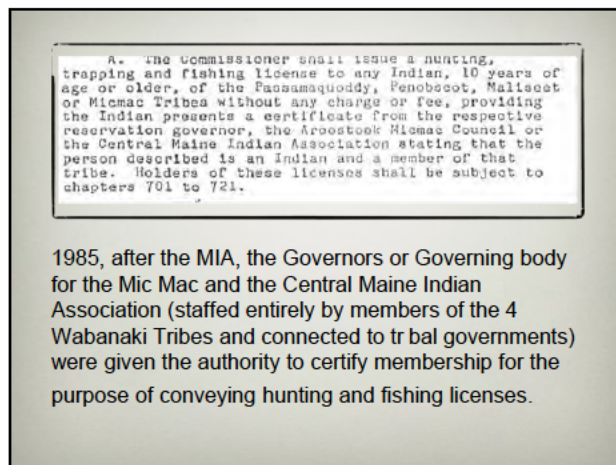 A. The Commissioner shall issue a hunting,
trapping and fishing license to any Indian, 10 years of
age or older, of the Passamaquoddy, Penobscot, Maliseet
or Micmac Tribes without any charge or fee, providing
the Indian presents a certificate from the respective
reservation governor, the Aroostook Micmac Council or
the Central Maine Indian Association stating that the
person described is an Indian and a member of that
tribe. Holders of these licenses shall be subject to
chapters 701 to 721.
1985, after the MIA, the Governors or Governing body
for the Mic Mac and the Central Maine Indian
Association (staffed entirely by members of the 4
Wabanaki Tribes and connected to tr bal governments)
were given the authority to certify membership for the
purpose of conveying hunting and fishing licenses.